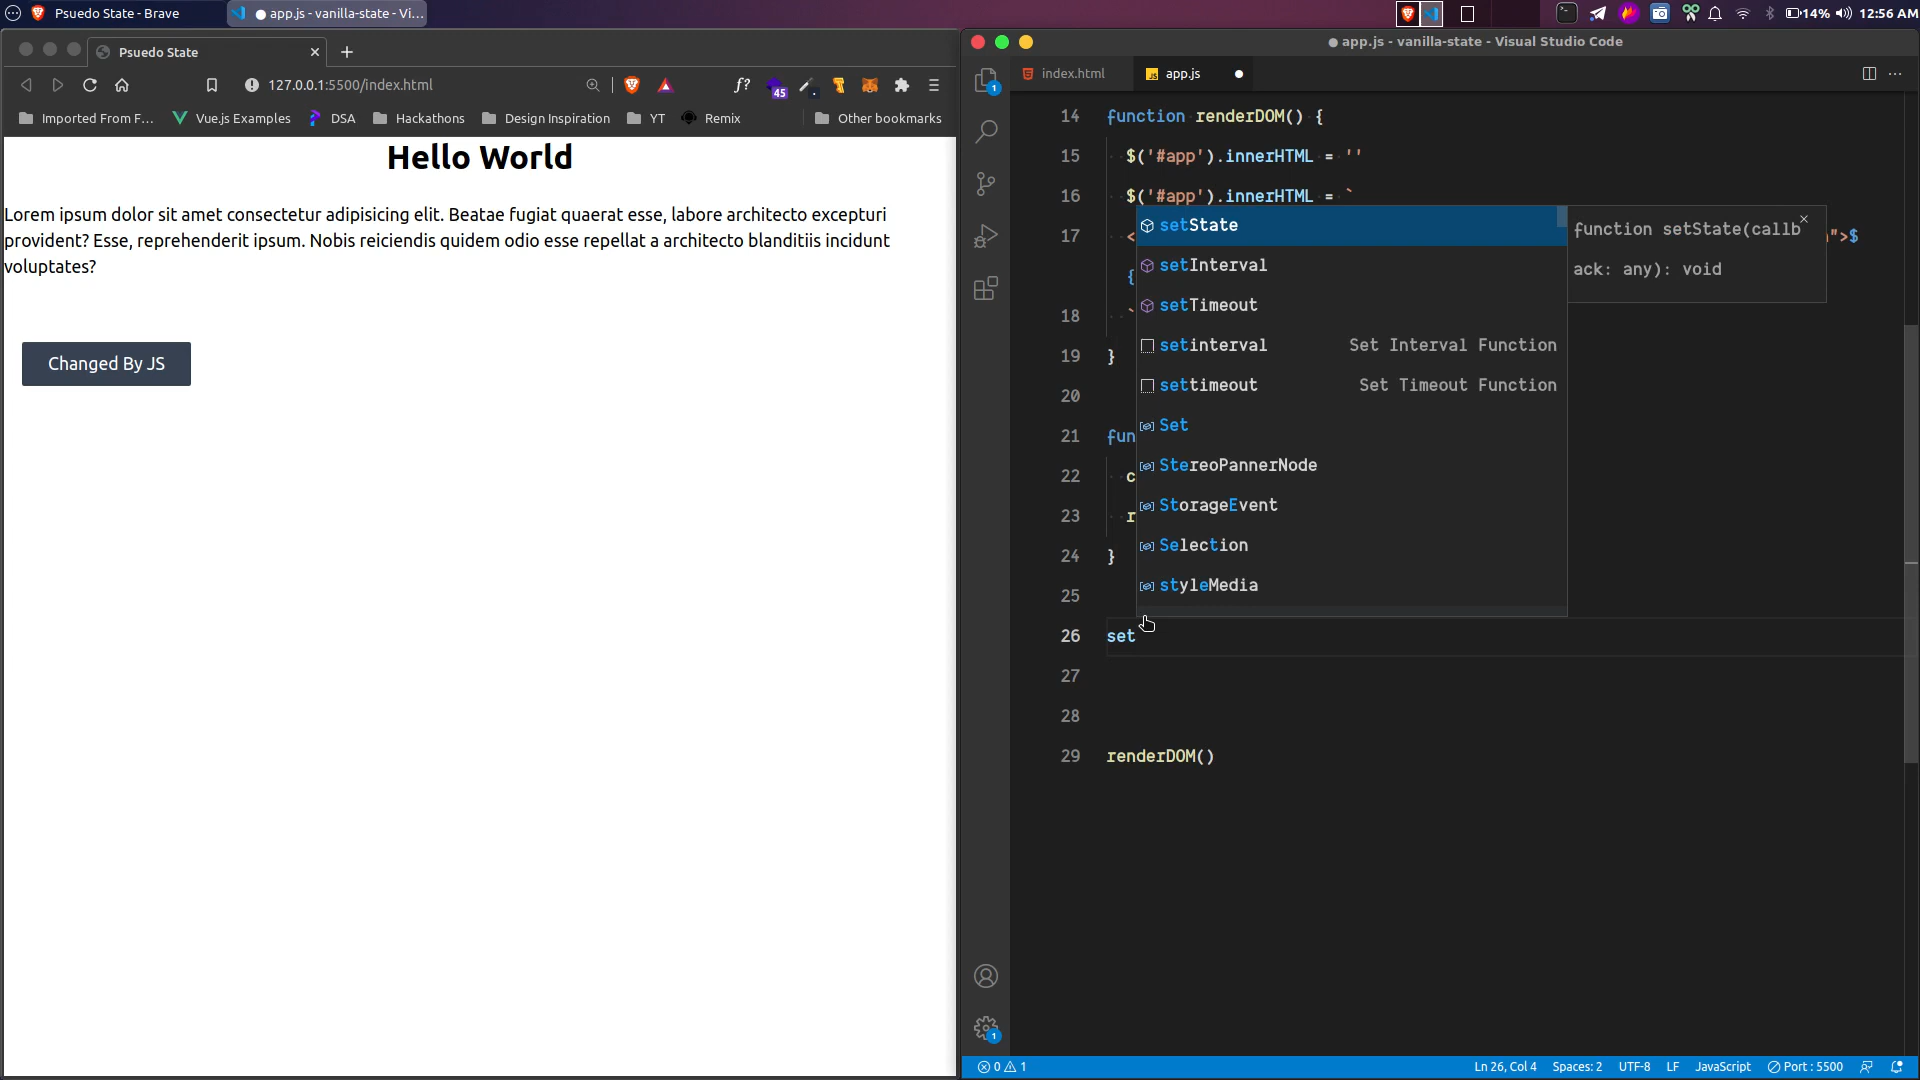 Psuedo State - Brave
● app.js - vanilla-state - Vi...
14%
12:56 AM
Psuedo State
127.0.0.1:5500/index.html
f?
45
Imported From F...
Vue.js Examples
DSA
Hackathons
Design Inspiration
YT
Remix
Other bookmarks
Hello World
Lorem ipsum dolor sit amet consectetur adipisicing elit. Beatae fugiat quaerat esse, labore architecto excepturi
provident? Esse, reprehenderit ipsum. Nobis reiciendis quidem odio esse repellat a architecto blanditiis incidunt
voluptates?
Changed By JS
● app.js - vanilla-state - Visual Studio Code
index.html
JS app.js
1
14 function renderDOM() {
15 $('#app').innerHTML = ''
16 $('#app').innerHTML = `
17 <
">$
{
18 `
19 }
20
21 fun
22 c
23 r
24 }
25
26 set
27
28
29 renderDOM()
setState
setInterval
setTimeout
setinterval Set Interval Function
settimeout Set Timeout Function
Set
StereoPannerNode
StorageEvent
Selection
styleMedia
function setState(callb
ack: any): void
1
0 1
Ln 26, Col 4
Spaces: 2
UTF-8
LF
JavaScript
Port : 5500